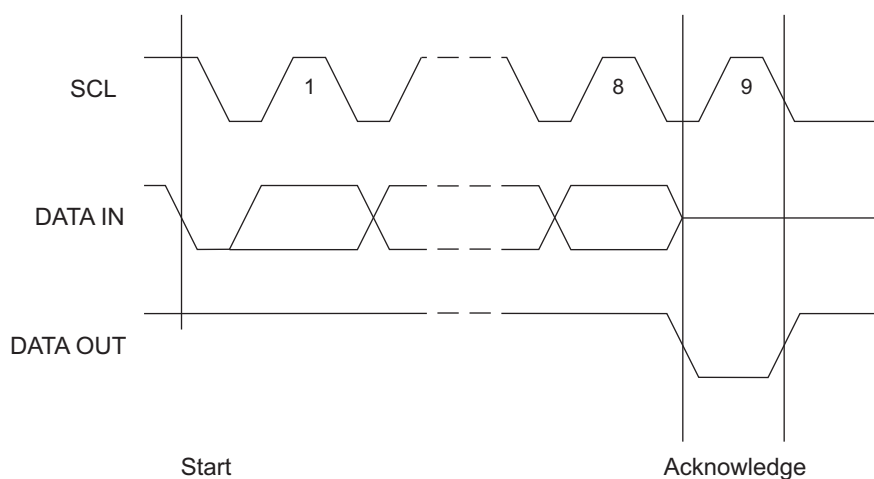 SCL
1
8
9
DATA IN
DATA OUT
Start
Acknowledge